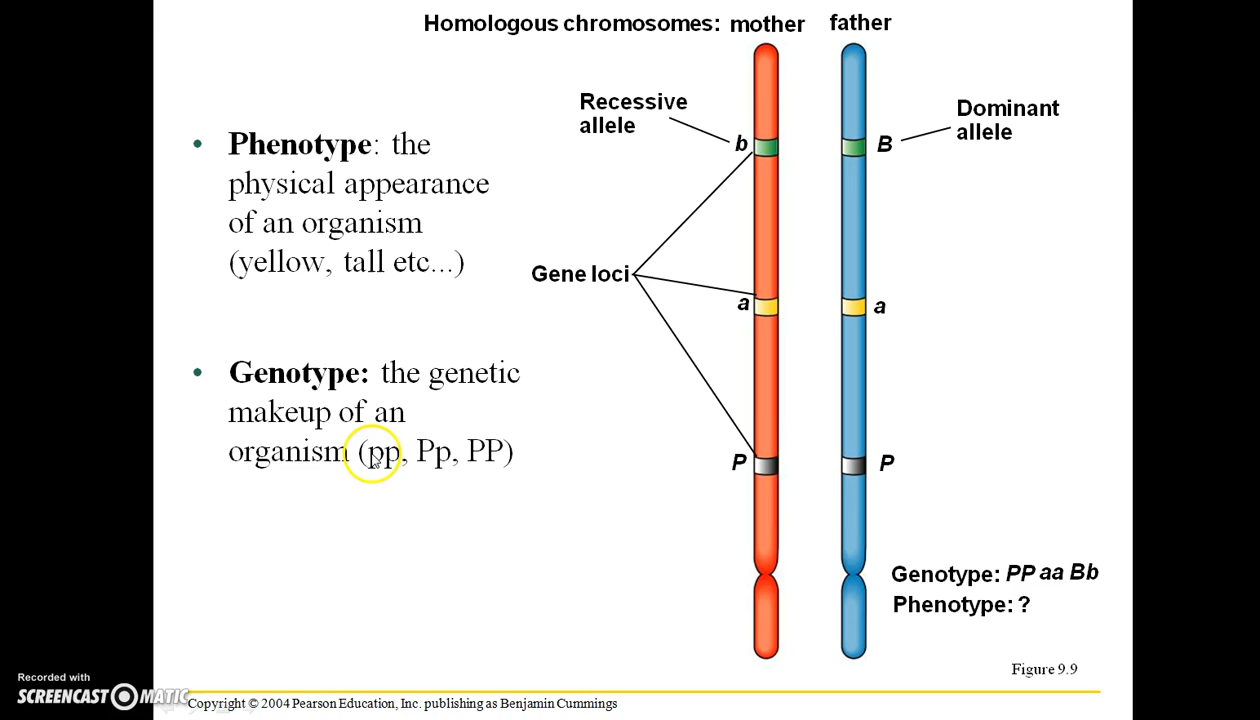 Homologous chromosomes: mother father
Recessive
allele
Dominant
allele
b
B
• Phenotype: the
physical appearance
of an organism
(yellow, tall etc...)
Gene loci
a
a
• Genotype: the genetic
makeup of an
organism (pp, Pp, PP)
P
P
Genotype: PP aa Bb
Phenotype: ?
Figure 9.9
Recorded with
SCREENCAST MATIC
Copyright © 2004 Pearson Education, Inc. publishing as Benjamin Cummings